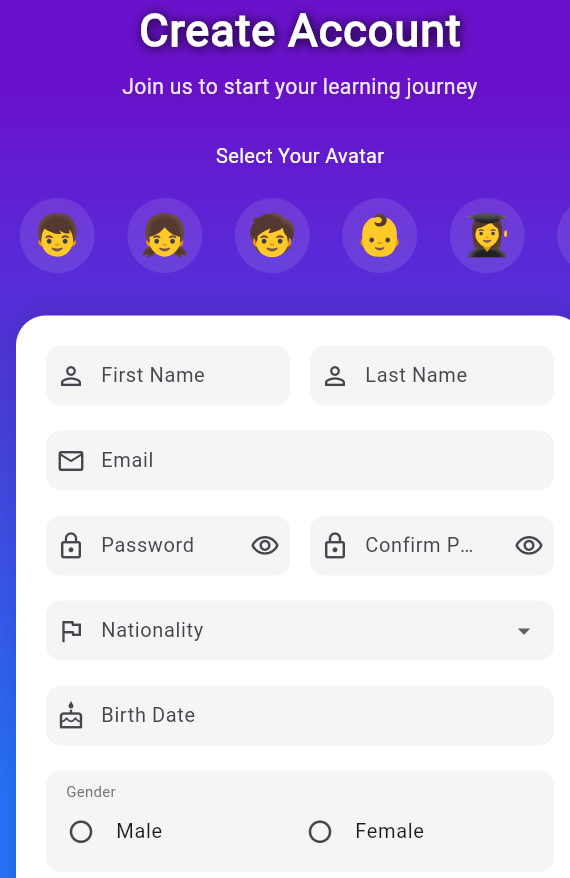 Create Account
Join us to start your learning journey
Select Your Avatar
First Name
Last Name
Email
Password
Confirm P…
Nationality
Birth Date
Gender
Male
Female